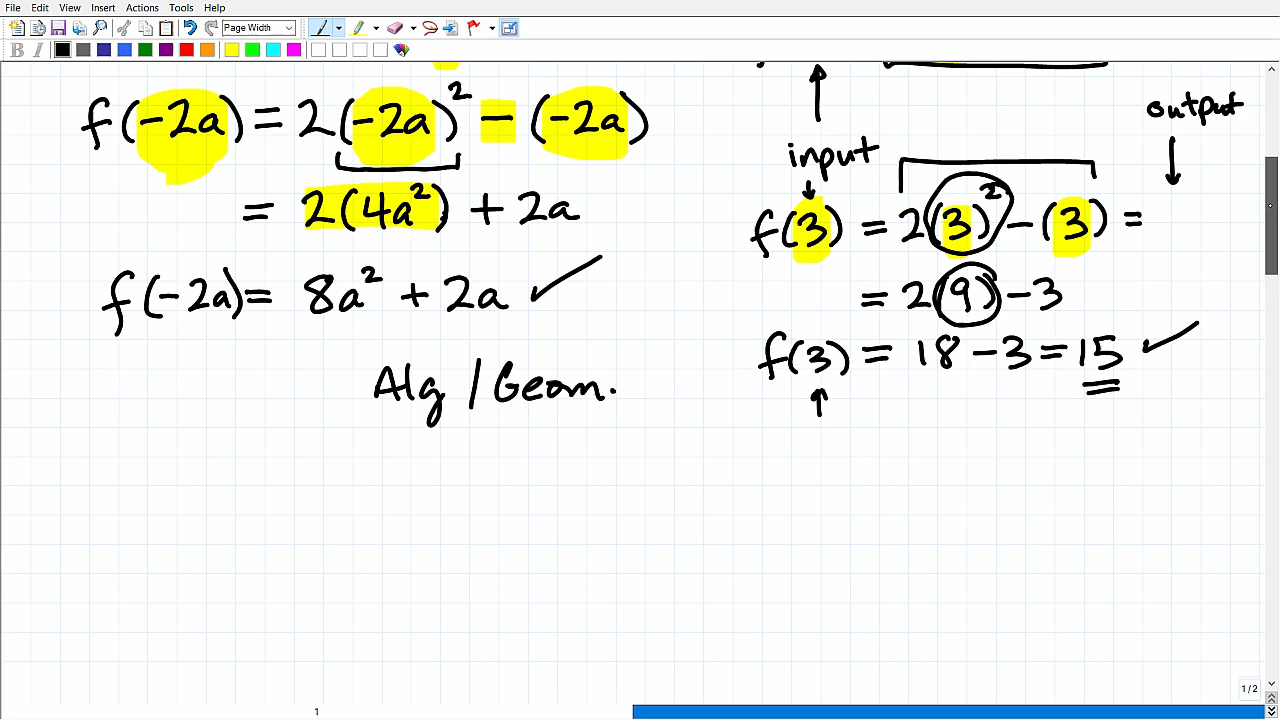 File Edit View Insert Actions Tools Help
Page Width
B I
f(-2a) = 2(-2a)² - (-2a)
= 2(4a²) + 2a
f(-2a) = 8a² + 2a ✓
Alg / Geom.
output
input
f(3) = 2(3)² - (3) =
= 2(9) - 3
f(3) = 18 - 3 = 15 ✓
1/2
1